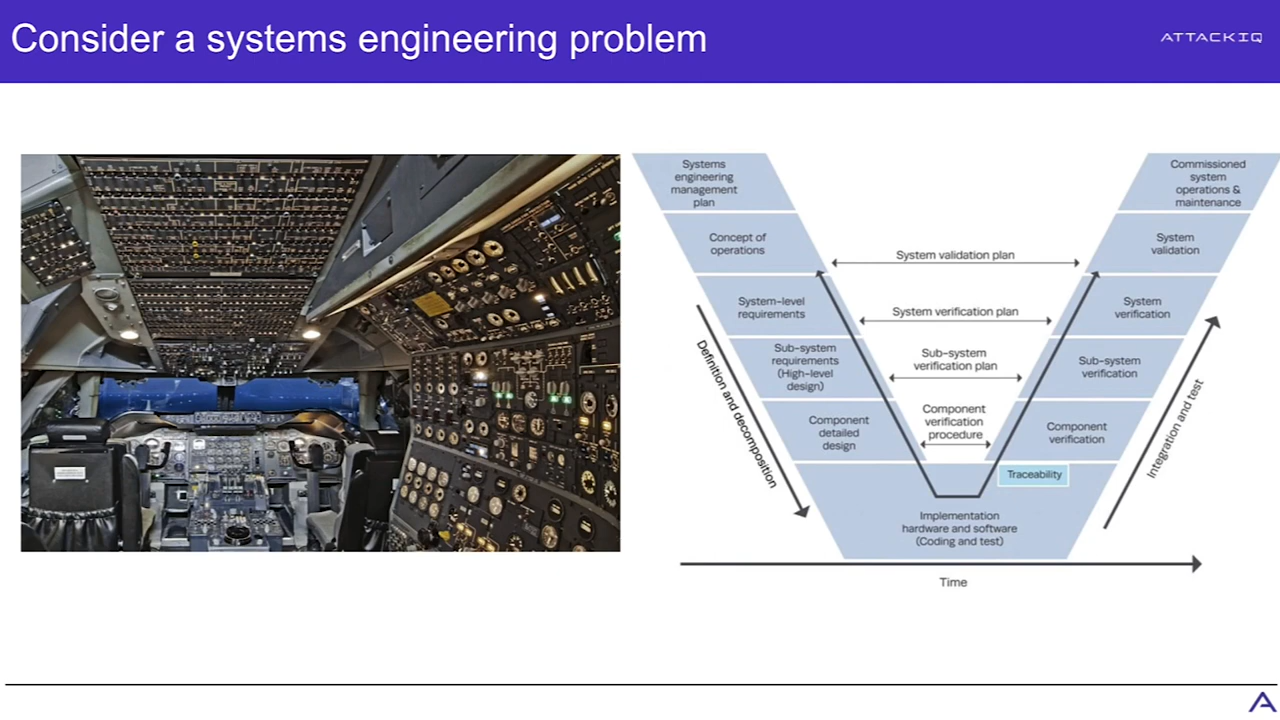 Consider a systems engineering problem
ATTACKIQ
Systems
engineering
management
plan
Concept of
operations
System-level
requirements
Sub-system
requirements
(High-level
design)
Component
detailed
design
Definition and decomposition
System validation plan
System verification plan
Sub-system
verification plan
Component
verification
procedure
Commissioned
system
operations &
maintenance
System
validation
System
verification
Sub-system
verification
Component
verification
Integration and test
Traceability
Implementation
hardware and software
(Coding and test)
Time